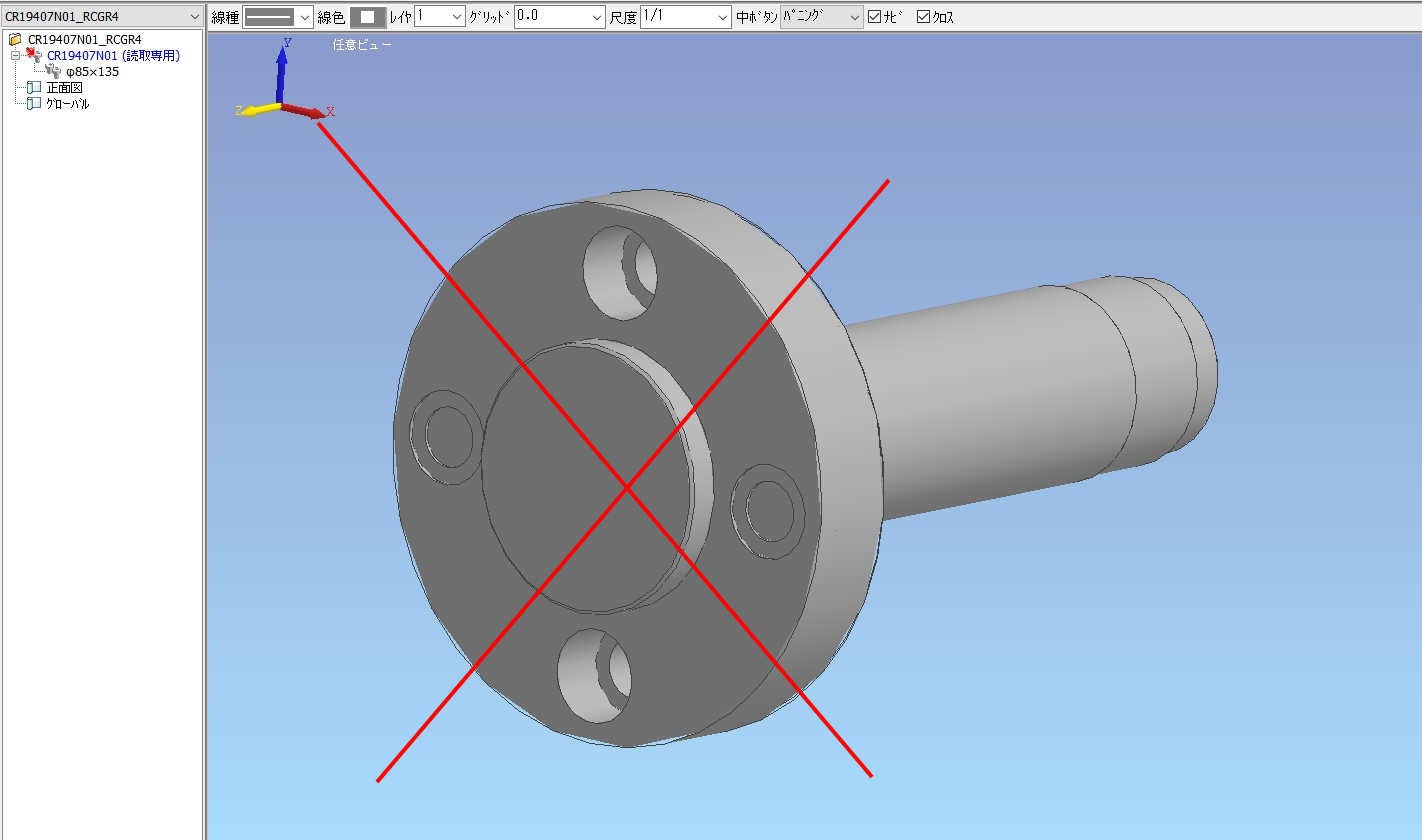 CR19407N01_RCGR4
線種
線色
ﾚｲﾔ 1
ｸﾞﾘｯﾄﾞ 0.0
尺度 1/1
中ﾎﾞﾀﾝ ﾊﾟﾆﾝｸﾞ
ﾅﾋﾞ
ｸﾛｽ
CR19407N01_RCGR4
CR19407N01 (読取専用)
φ85×135
正面図
ｸﾞﾛｰﾊﾞﾙ
任意ビュー
Y
Z
X